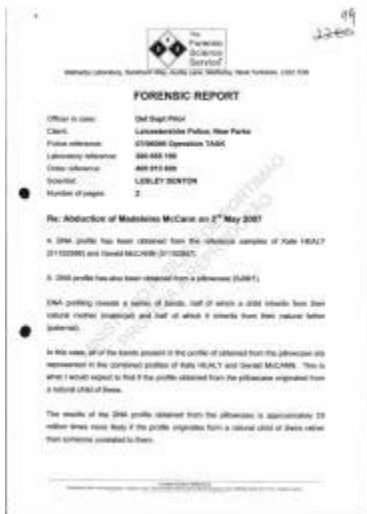 The
Forensic
Science
Service
FORENSIC REPORT
Officer in case: Det Supt Prior
Client: Leicestershire Police, New Parks
Operation TASK
Laboratory reference:
Order reference:
Scientist: LESLEY DENTON
Number of pages: 2
Re: Abduction of Madeleine McCann on 3rd May 2007
A DNA profile has been obtained from the reference samples of Kate HEALY
and Gerald McCANN
A DNA profile has also been obtained from a pillowcase
DNA profiling reveals a series of bands, half of which a child inherits from their
natural mother (maternal) and half of which it inherits from their natural father
(paternal).
In this case, all of the bands present in the profile of obtained from the pillowcase are
represented in the combined profiles of Kate HEALY and Gerald McCANN. This is
what I would expect to find if the profile obtained from the pillowcase originated from
a natural child of theirs.
The results of the DNA profile obtained from the pillowcase is approximately 29
million times more likely if the profile originates from a natural child of theirs rather
than someone unrelated to them.